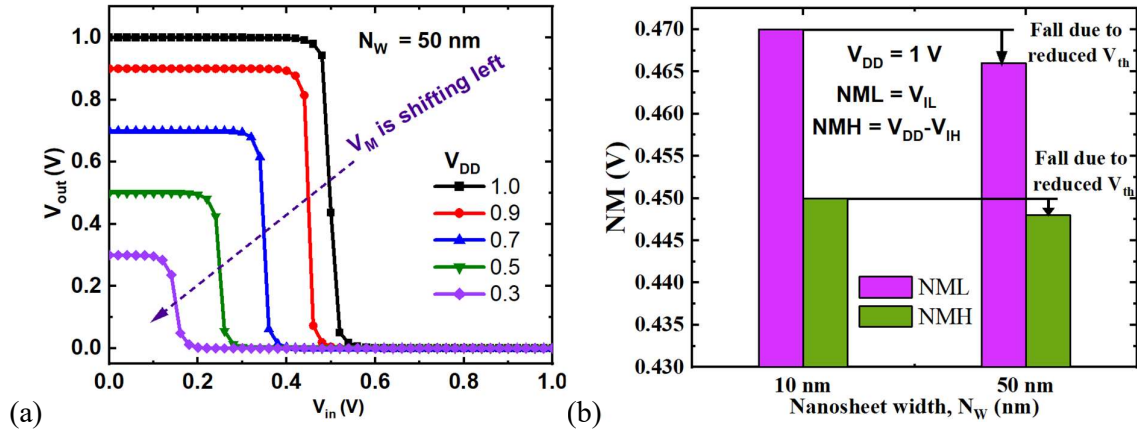 (a)
V_out (V)
1.0
0.8
0.6
0.4
0.2
0.0
N_W = 50 nm
V_M is shifting left
V_DD
1.0
0.9
0.7
0.5
0.3
0.0 0.2 0.4 0.6 0.8 1.0
V_in (V)
(b)
NM (V)
0.470
0.465
0.460
0.455
0.450
0.445
0.440
0.435
0.430
V_DD = 1 V
NML = V_IL
NMH = V_DD-V_IH
Fall due to
reduced V_th
Fall due to
reduced V_th
NML
NMH
10 nm 50 nm
Nanosheet width, N_W (nm)